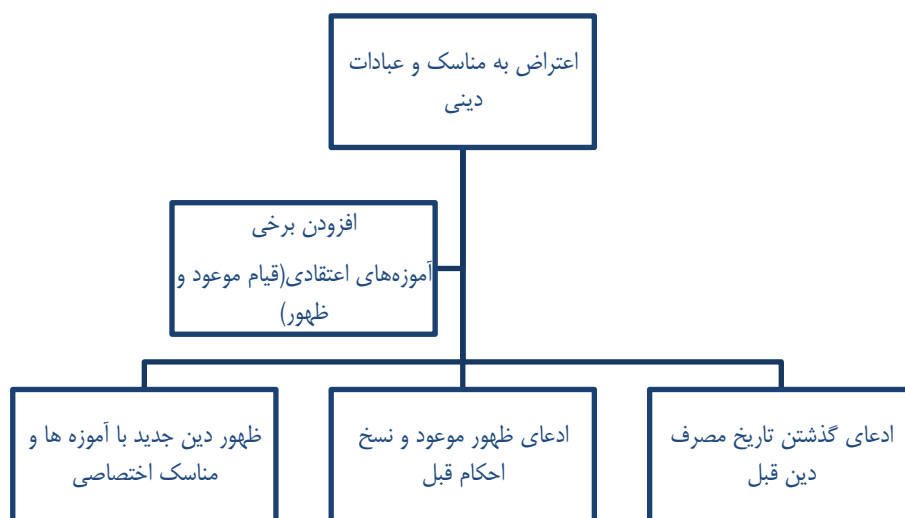 اعتراض به مناسک و عبادات
دینی
افزودن برخی
آموزه‌های اعتقادی(قیام موعود و
ظهور)
ادعای گذشتن تاریخ مصرف
دین قبل
ادعای ظهور موعود و نسخ
احکام قبل
ظهور دین جدید با آموزه ها و
مناسک اختصاصی